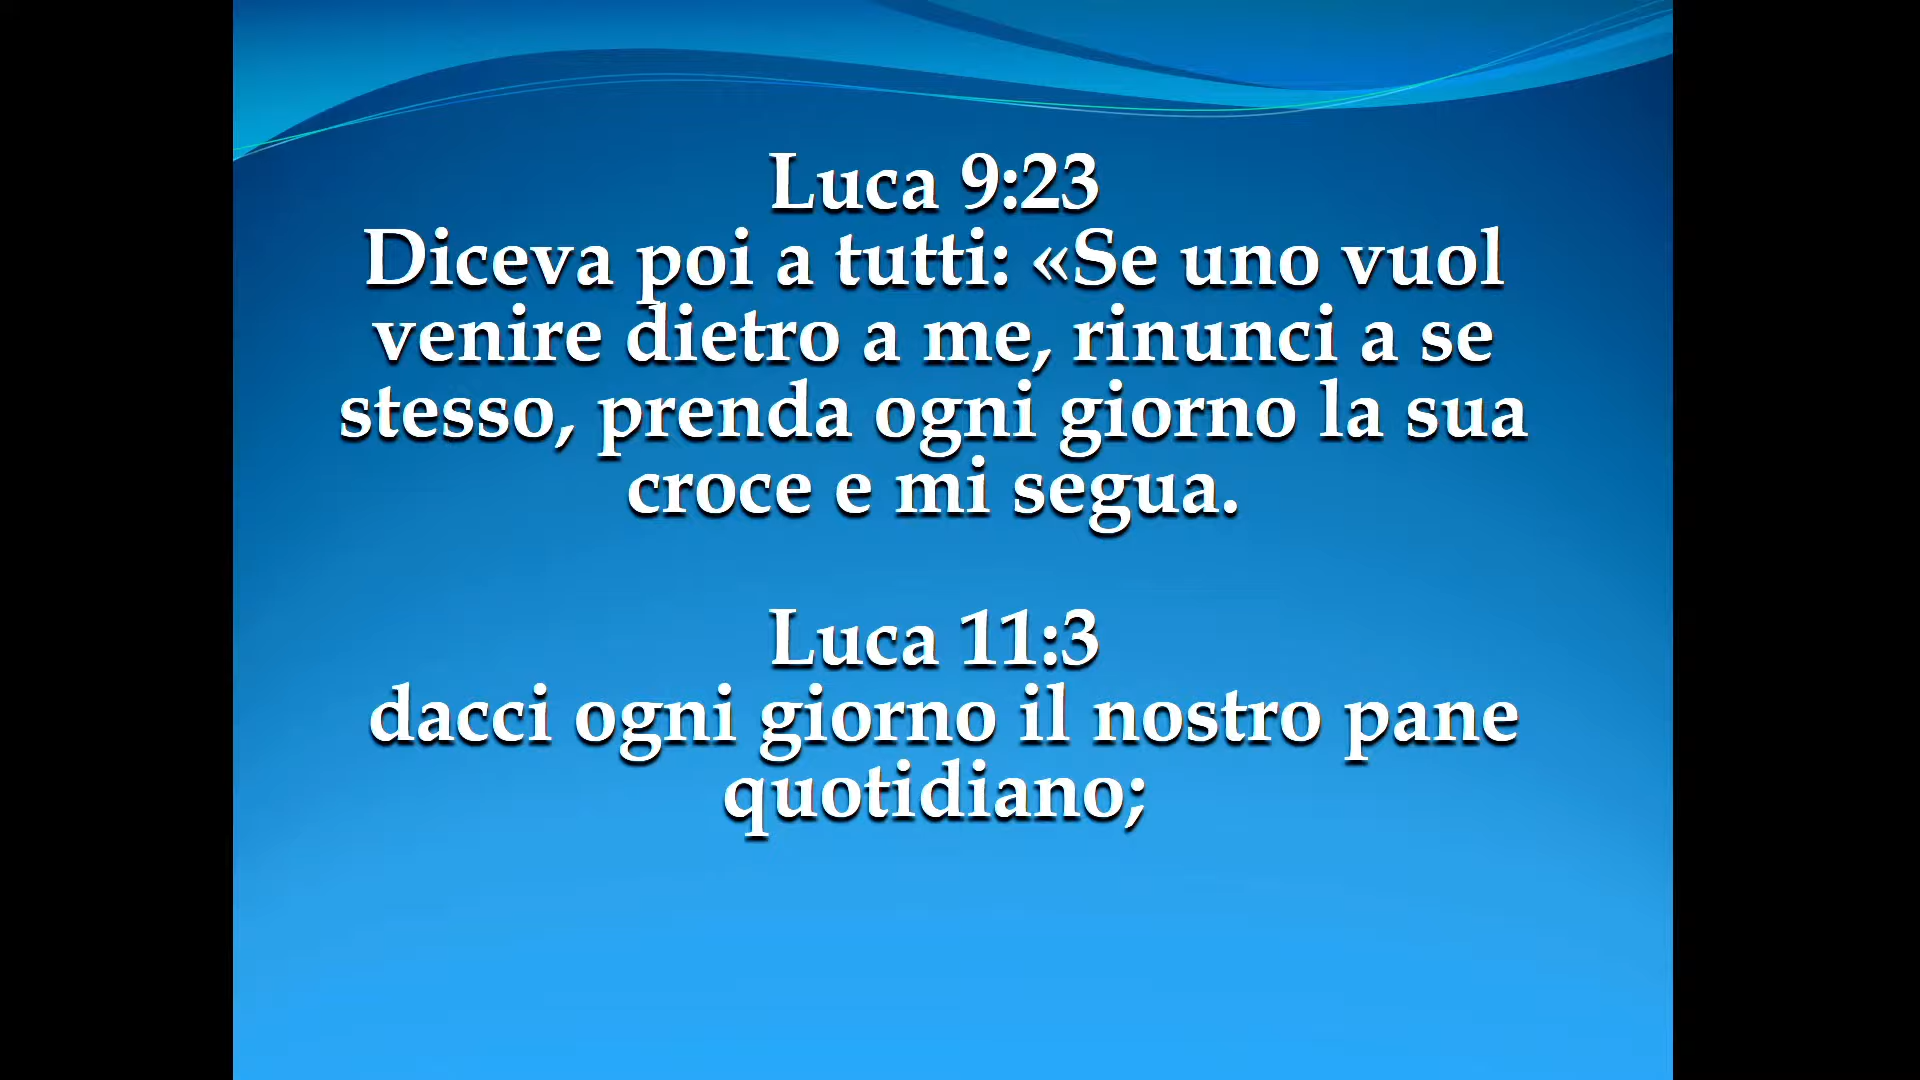 Luca 9:23
Diceva poi a tutti: «Se uno vuol
venire dietro a me, rinunci a se
stesso, prenda ogni giorno la sua
croce e mi segua.
Luca 11:3
dacci ogni giorno il nostro pane
quotidiano;